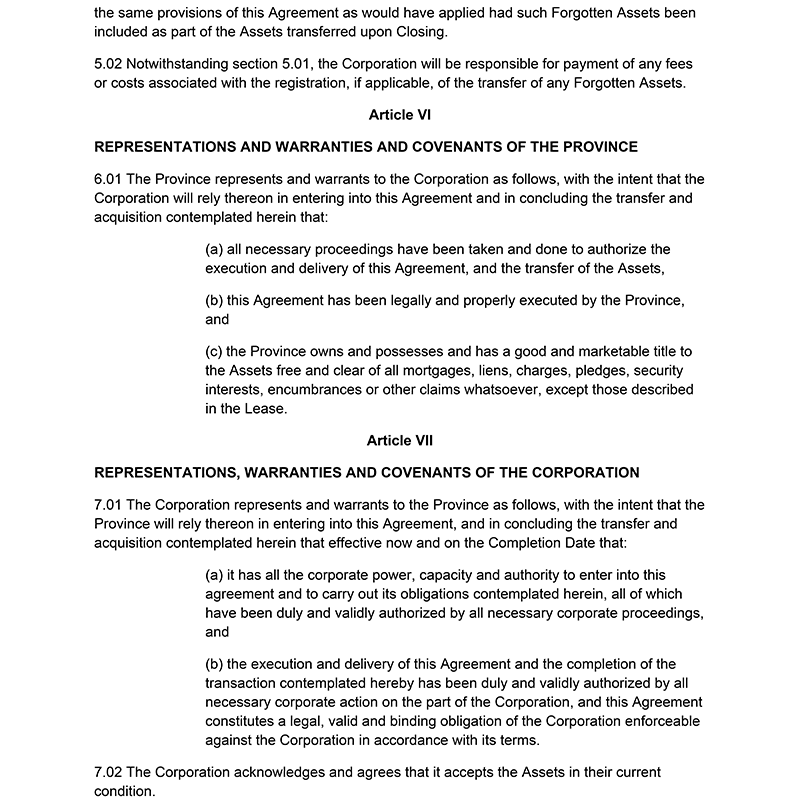 the same provisions of this Agreement as would have applied had such Forgotten Assets been
included as part of the Assets transferred upon Closing.
5.02 Notwithstanding section 5.01, the Corporation will be responsible for payment of any fees
or costs associated with the registration, if applicable, of the transfer of any Forgotten Assets.
Article VI
REPRESENTATIONS AND WARRANTIES AND COVENANTS OF THE PROVINCE
6.01 The Province represents and warrants to the Corporation as follows, with the intent that the
Corporation will rely thereon in entering into this Agreement and in concluding the transfer and
acquisition contemplated herein that:
(a) all necessary proceedings have been taken and done to authorize the
execution and delivery of this Agreement, and the transfer of the Assets,
(b) this Agreement has been legally and properly executed by the Province,
and
(c) the Province owns and possesses and has a good and marketable title to
the Assets free and clear of all mortgages, liens, charges, pledges, security
interests, encumbrances or other claims whatsoever, except those described
in the Lease.
Article VII
REPRESENTATIONS, WARRANTIES AND COVENANTS OF THE CORPORATION
7.01 The Corporation represents and warrants to the Province as follows, with the intent that the
Province will rely thereon in entering into this Agreement, and in concluding the transfer and
acquisition contemplated herein that effective now and on the Completion Date that:
(a) it has all the corporate power, capacity and authority to enter into this
agreement and to carry out its obligations contemplated herein, all of which
have been duly and validly authorized by all necessary corporate proceedings,
and
(b) the execution and delivery of this Agreement and the completion of the
transaction contemplated hereby has been duly and validly authorized by all
necessary corporate action on the part of the Corporation, and this Agreement
constitutes a legal, valid and binding obligation of the Corporation enforceable
against the Corporation in accordance with its terms.
7.02 The Corporation acknowledges and agrees that it accepts the Assets in their current
condition.